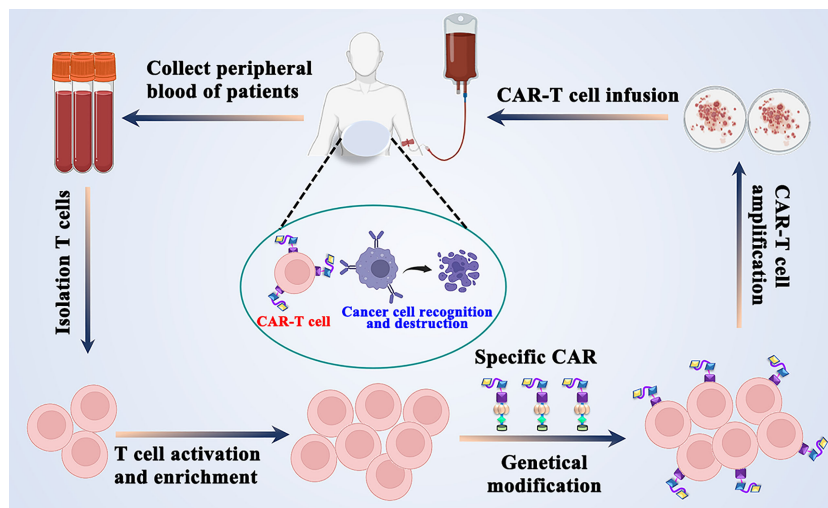 Collect peripheral
blood of patients
CAR-T cell infusion
Isolation T cells
CAR-T cell
amplification
CAR-T cell
Cancer cell recognition
and destruction
Specific CAR
T cell activation
and enrichment
Genetical
modification